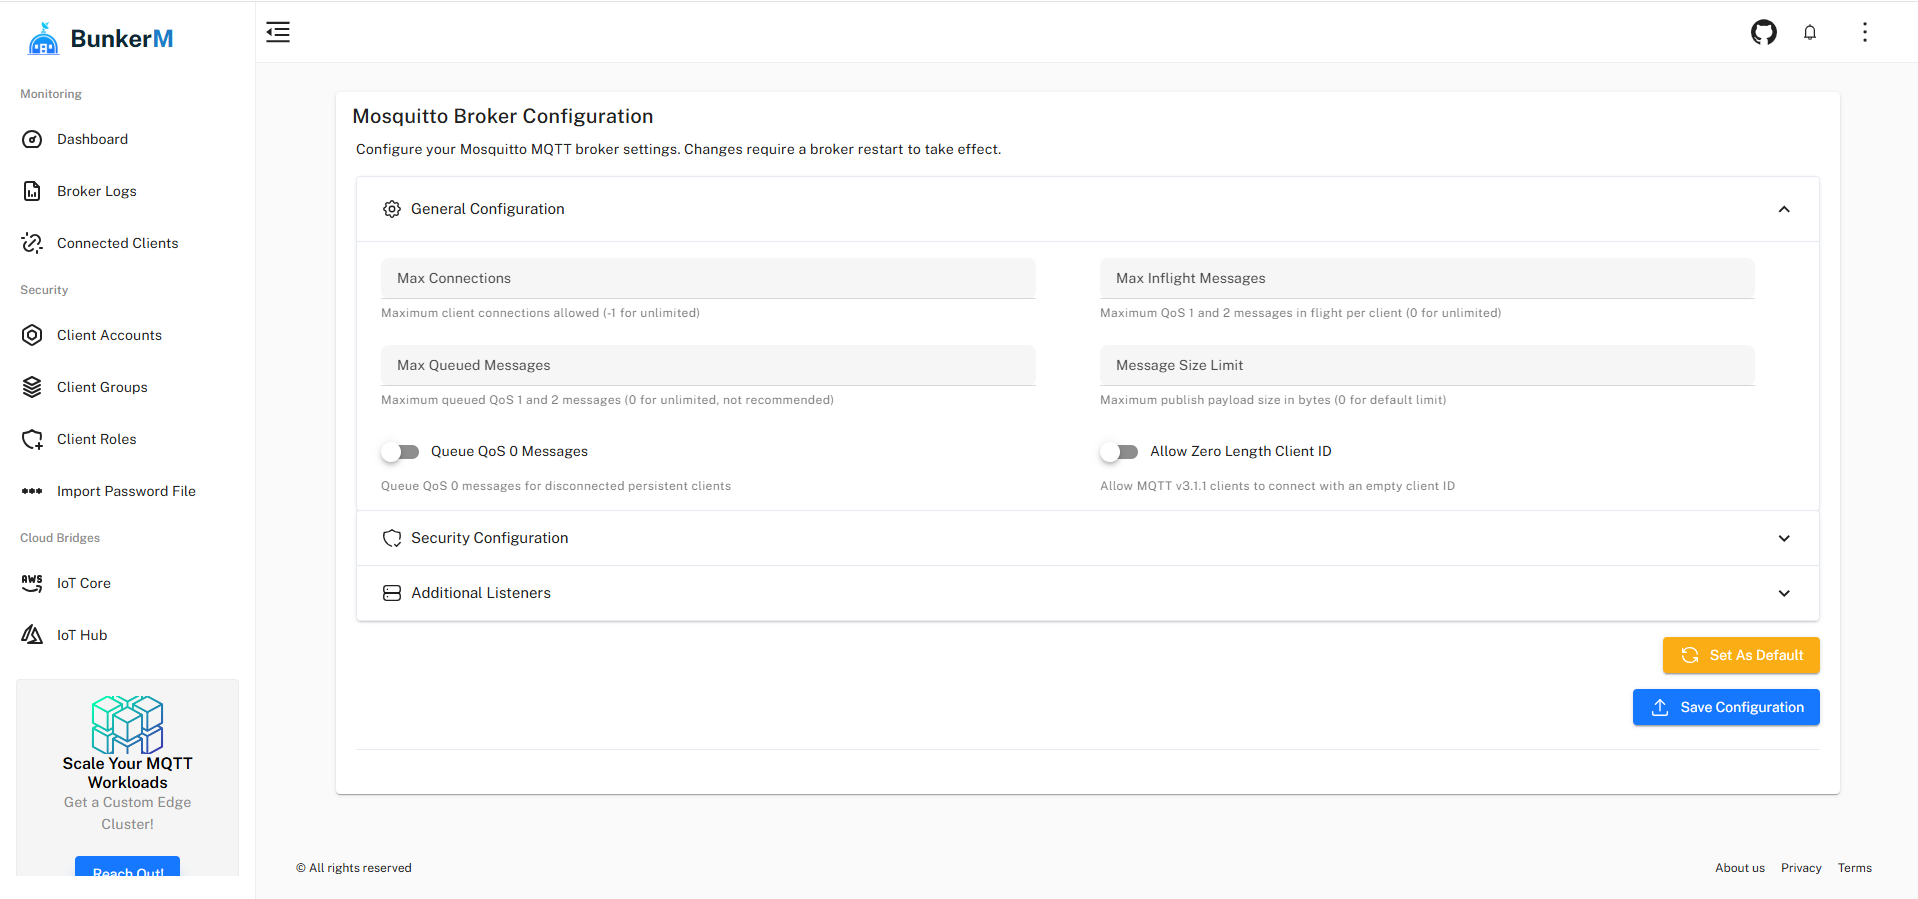 BunkerM
Monitoring
Dashboard
Broker Logs
Connected Clients
Security
Client Accounts
Client Groups
Client Roles
Import Password File
Cloud Bridges
AWS
IoT Core
IoT Hub
Scale Your MQTT
Workloads
Get a Custom Edge
Cluster!
Reach Out!
Mosquitto Broker Configuration
Configure your Mosquitto MQTT broker settings. Changes require a broker restart to take effect.
General Configuration
Max Connections
Maximum client connections allowed (-1 for unlimited)
Max Inflight Messages
Maximum QoS 1 and 2 messages in flight per client (0 for unlimited)
Max Queued Messages
Maximum queued QoS 1 and 2 messages (0 for unlimited, not recommended)
Message Size Limit
Maximum publish payload size in bytes (0 for default limit)
Queue QoS 0 Messages
Queue QoS 0 messages for disconnected persistent clients
Allow Zero Length Client ID
Allow MQTT v3.1.1 clients to connect with an empty client ID
Security Configuration
Additional Listeners
Set As Default
Save Configuration
© All rights reserved
About us
Privacy
Terms